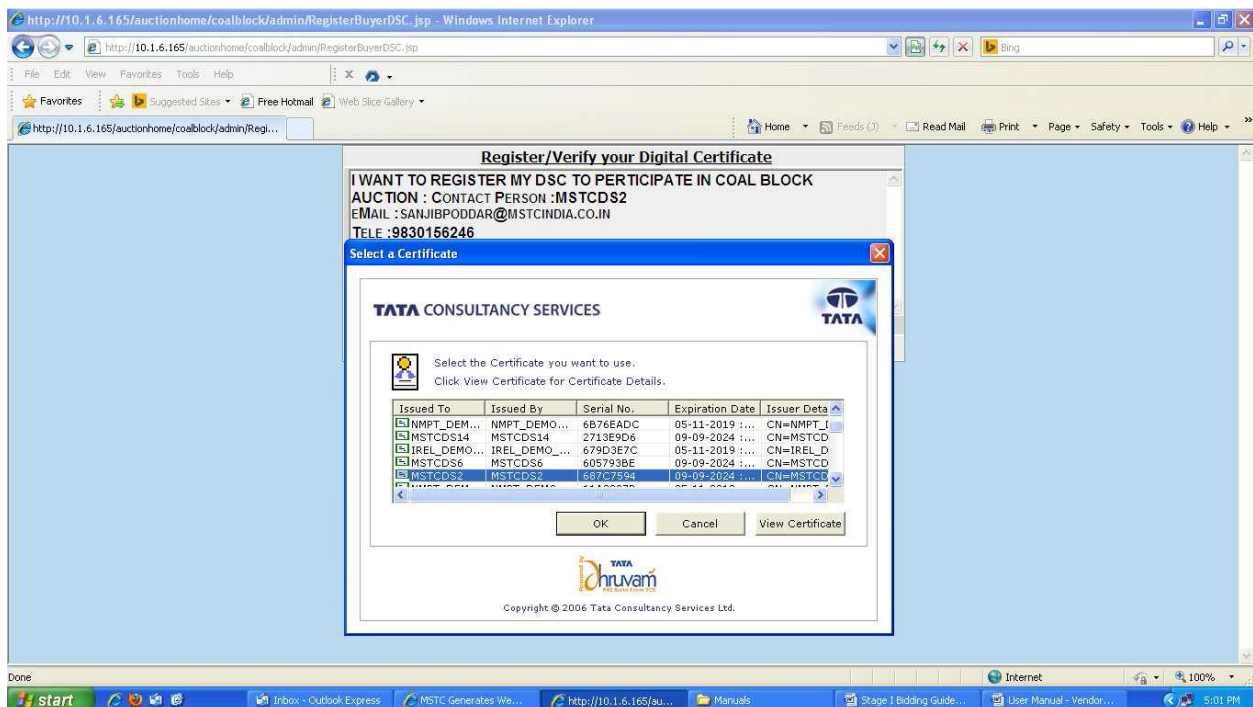 http://10.1.6.165/auctionhome/coalblock/admin/RegisterBuyerDSC.jsp - Windows Internet Explorer
http://10.1.6.165/auctionhome/coalblock/admin/RegisterBuyerDSC.jsp
Bing
File Edit View Favorites Tools Help
X
Favorites Suggested Sites Free Hotmail Web Slice Gallery
http://10.1.6.165/auctionhome/coalblock/admin/Regi...
Home Feeds (J) Read Mail Print Page Safety Tools Help »
Register/Verify your Digital Certificate
I WANT TO REGISTER MY DSC TO PERTICIPATE IN COAL BLOCK
AUCTION : CONTACT PERSON :MSTCDS2
EMAIL :SANJIBPODDAR@MSTCINDIA.CO.IN
TELE :9830156246
Select a Certificate
TATA CONSULTANCY SERVICES
TATA
Select the Certificate you want to use.
Click View Certificate for Certificate Details.
Issued To Issued By Serial No. Expiration Date Issuer Deta
NMPT_DEM... NMPT_DEMO... 6B76EADC 05-11-2019 :... CN=NMPT_D
MSTCDS14 MSTCDS14 2713E9D6 09-09-2024 :... CN=MSTCD
IREL_DEMO... IREL_DEMO_... 679D3E7C 05-11-2019 :... CN=IREL_D
MSTCDS6 MSTCDS6 605793BE 09-09-2024 :... CN=MSTCD
MSTCDS2 MSTCDS2 687C7594 09-09-2024 :... CN=MSTCD
OK Cancel View Certificate
Powered by
TATA
Dhruvam
PKI Suite from TCS
Copyright © 2006 Tata Consultancy Services Ltd.
Done Internet 100%
start Inbox - Outlook Express MSTC Generates We... http://10.1.6.165/au... Manuals Stage I Bidding Guide... User Manual - Vendor... 5:01 PM